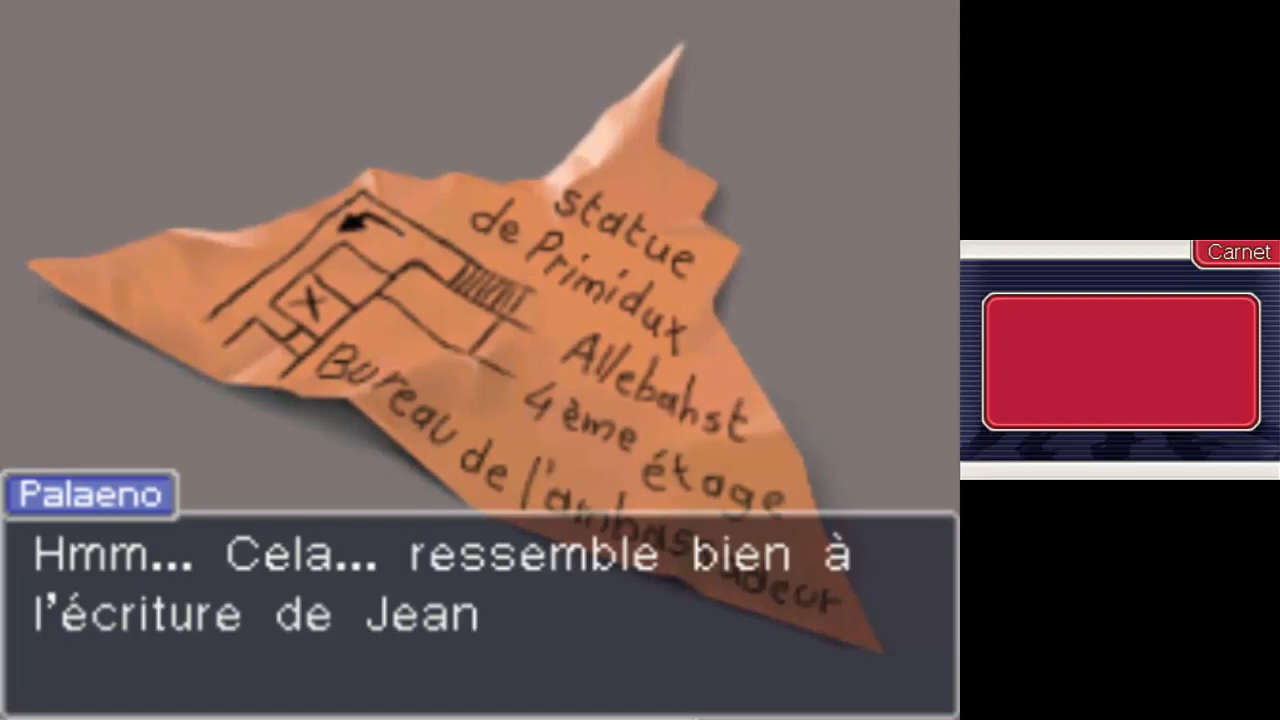 statue
de Primidux
Allebahst
4ème étage
Bureau de l'ambassadeur
Carnet
Palaeno
Hmm... Cela... ressemble bien à
l'écriture de Jean